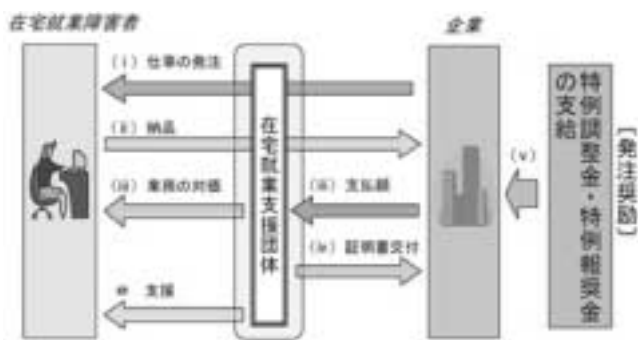 在宅就業障害者
企業
(ⅰ) 仕事の発注
(ⅱ) 納品
(ⅲ) 業務の対価
支援
在宅就業支援団体
(ⅲ) 支払額
(ⅳ) 証明書交付
(ⅴ)
特例調整金・特例報奨金
の支給
〔発注奨励〕